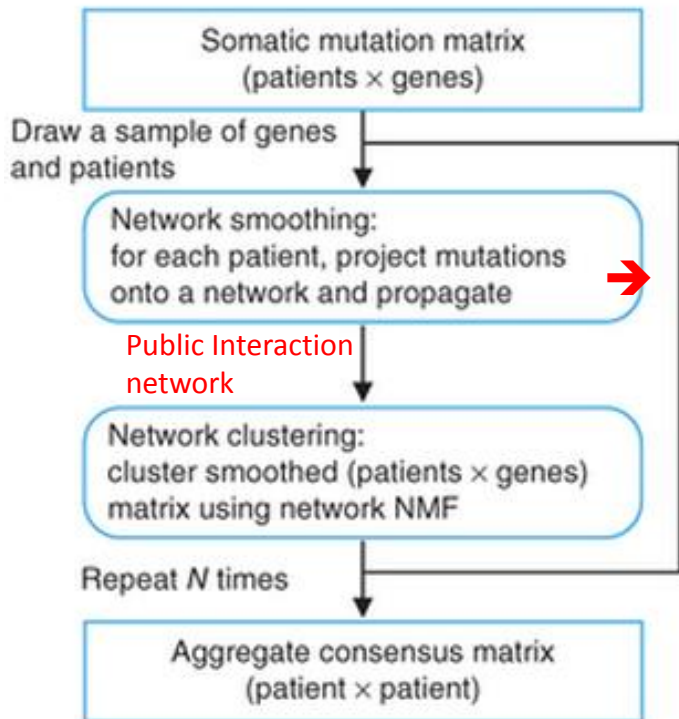 Somatic mutation matrix
(patients × genes)
Draw a sample of genes
and patients
Network smoothing:
for each patient, project mutations
onto a network and propagate
Public Interaction
network
Network clustering:
cluster smoothed (patients × genes)
matrix using network NMF
Repeat N times
Aggregate consensus matrix
(patient × patient)